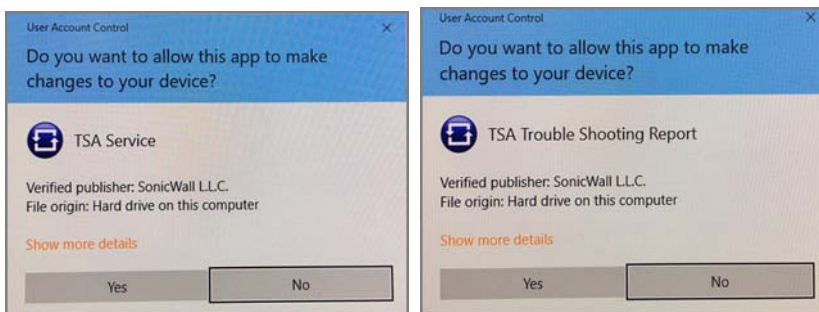 User Account Control
Do you want to allow this app to make
changes to your device?
TSA Service
Verified publisher: SonicWall L.L.C.
File origin: Hard drive on this computer
Show more details
Yes
No
User Account Control
Do you want to allow this app to make
changes to your device?
TSA Trouble Shooting Report
Verified publisher: SonicWall L.L.C.
File origin: Hard drive on this computer
Show more details
Yes
No